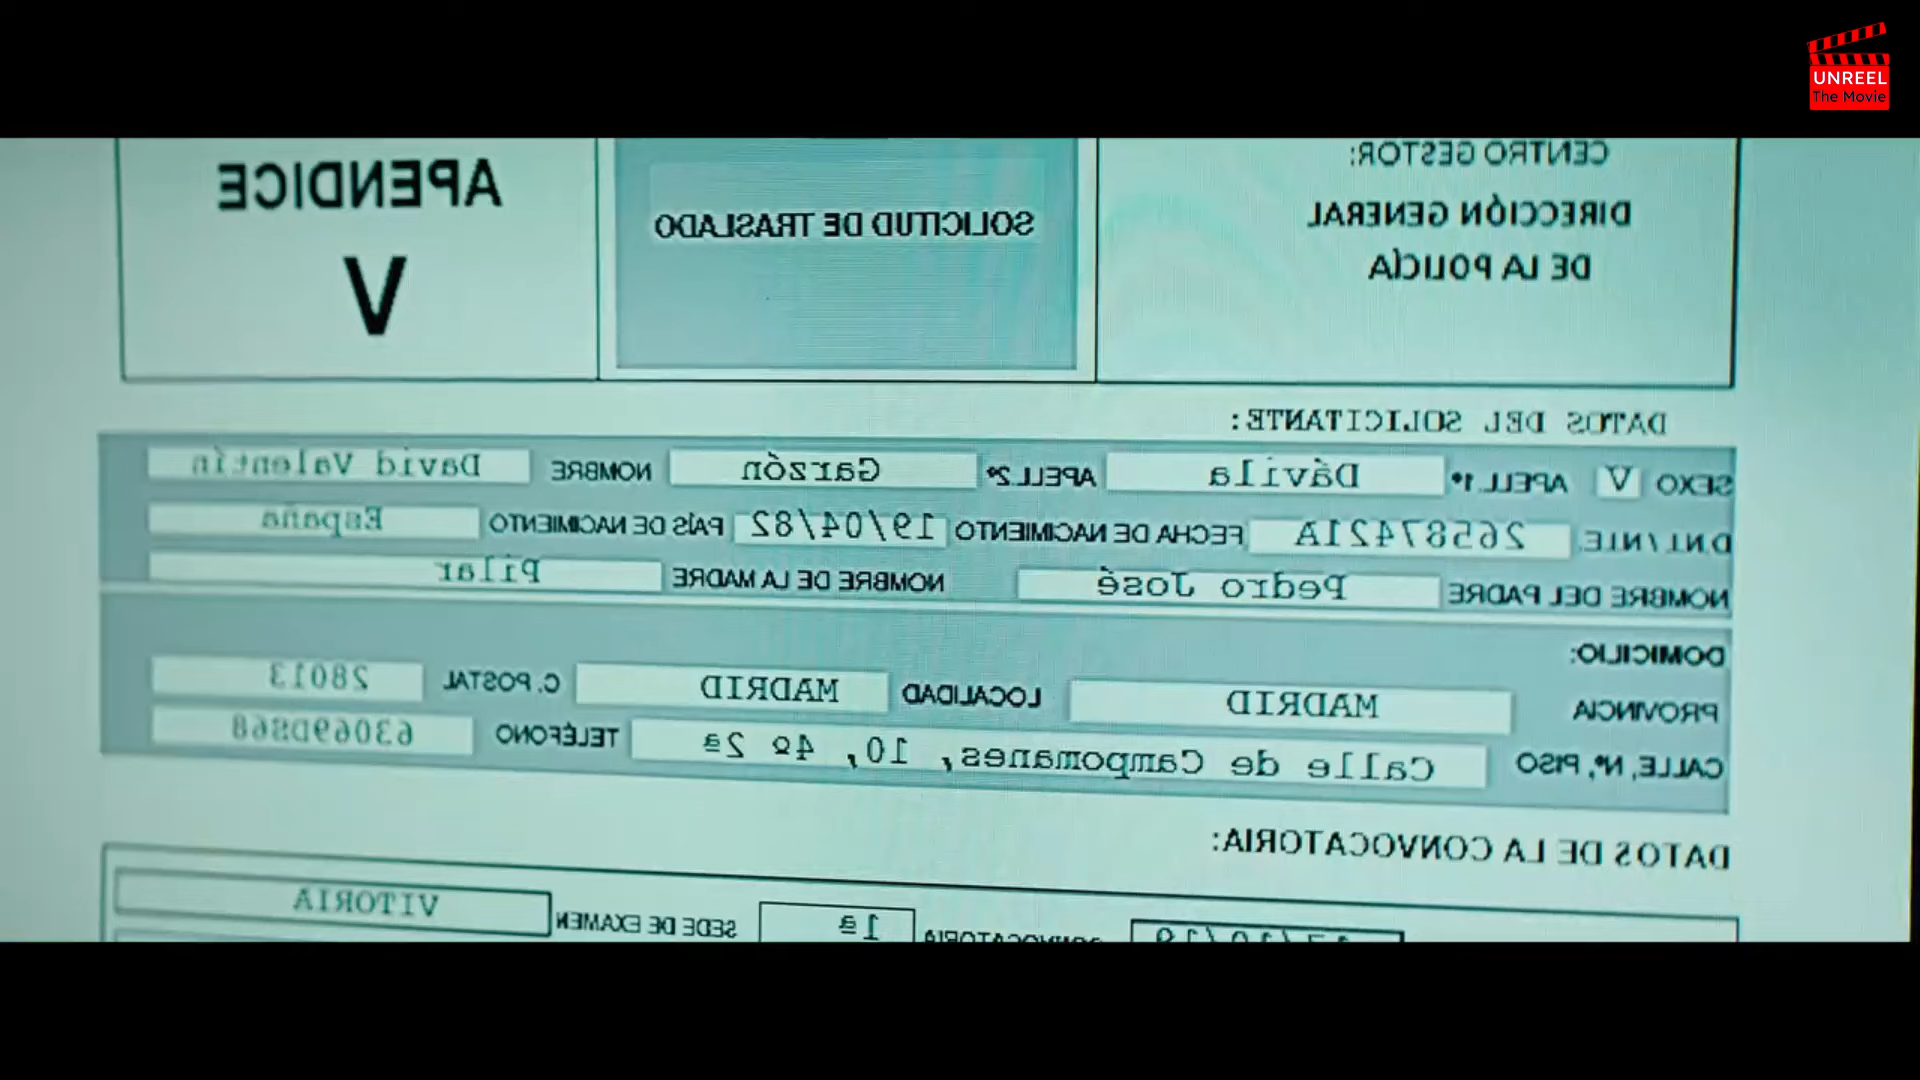 UNREEL
The Movie
CENTRO GESTOR:
DIRECCIÓN GENERAL
DE LA POLICÍA
SOLICITUD DE TRASLADO
APENDICE
V
DATOS DEL SOLICITANTE:
SEXO V APELL.1º Dávila APELL.2º Garzón NOMBRE David Valentín
D.N.I / N.I.E. 26587421A FECHA DE NACIMIENTO 19/04/82 PAÍS DE NACIMIENTO España
NOMBRE DEL PADRE Pedro José NOMBRE DE LA MADRE Pilar
DOMICILIO:
PROVINCIA MADRID LOCALIDAD MADRID C. POSTAL 28013
CALLE, Nº, PISO Calle de Campomanes, 10, 4º 2ª TELÉFONO 63069D868
DATOS DE LA CONVOCATORIA:
CONVOCATORIA 1ª SEDE DE EXAMEN VITORIA